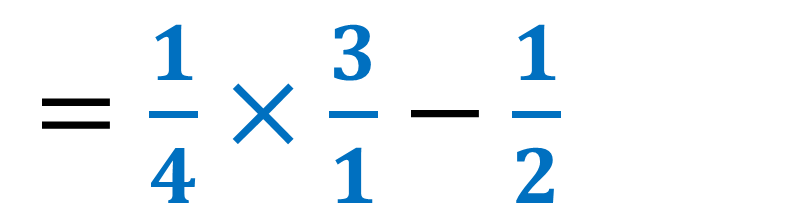 = 1/4 × 3/1 − 1/2